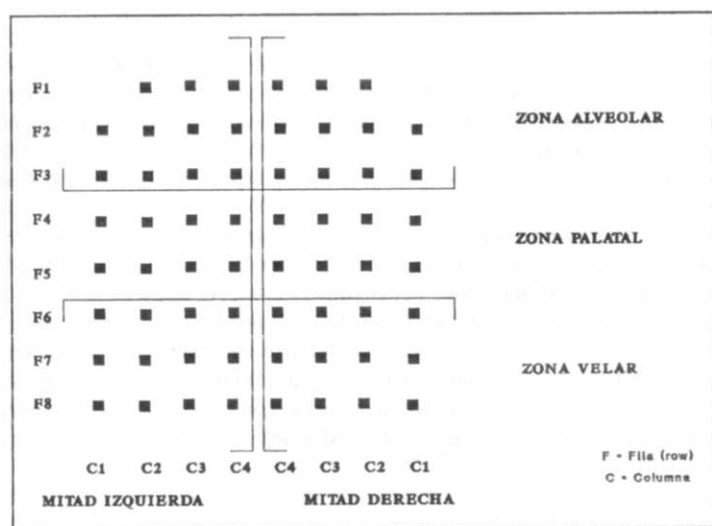 F1
F2 ZONA ALVEOLAR
F3
F4 ZONA PALATAL
F5
F6
F7 ZONA VELAR
F8
C1 C2 C3 C4 C4 C3 C2 C1
F - Fila (row)
C - Columna
MITAD IZQUIERDA MITAD DERECHA